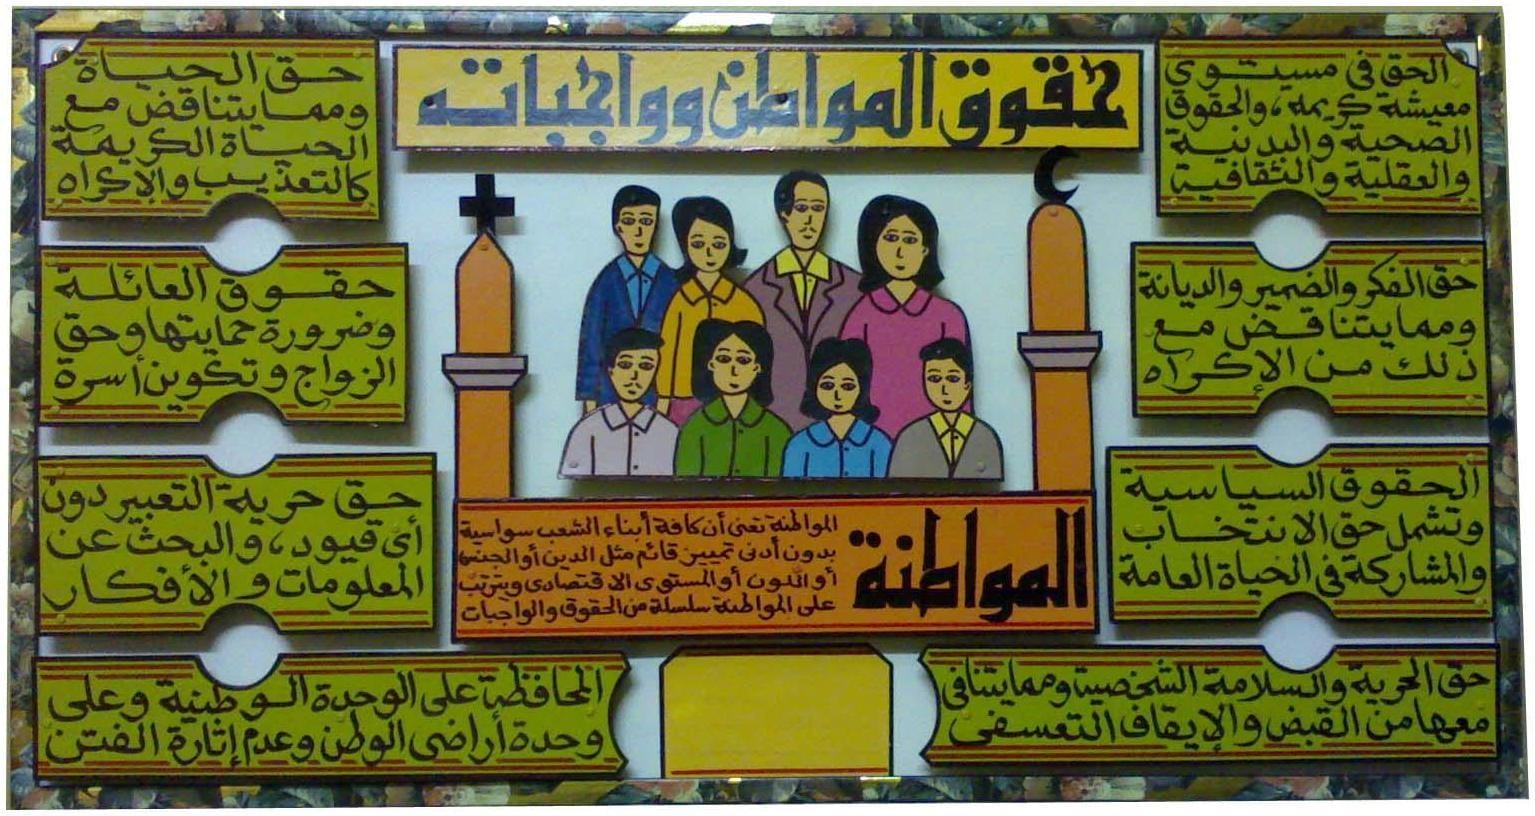 حقوق المواطن وواجباته
الحق في مسيتوي
معيشة كريمه، والحقوق
الصحية والبدنية
والعقلية والثقافية
حق الفكر والضمير والديانة
ومما يتناقض مع
ذلك من الإكراه
الحقوق السياسية
وتشمل حق الانتخاب
والمشاركة في الحياة العامة
حق الحرية والسلامة الشخصية ومما يتنافى
معها من القبض والإيقاف التعسفى
حق الحياة
ومما يتناقض مع
الحياة الكريمة
كالتعذيب والإكراه
حقوق العائلة
وضرورة حمايتها وحق
الزواج وتكوين أسرة
حق حرية التعبير دون
أى قيود، والبحث عن
المعلومات والأفكار
المحافظة على الوحدة الوطنية وعلى
وحدة أراضى الوطن وعدم إثارة الفتن
المواطنة
المواطنة تعنى أن كافة أبناء الشعب سواسية
بدون أدنى تمييز قائم مثل الدين أو الجنس
أو اللون أو المستوى الاقتصادى ويترتب
على المواطنة سلسلة من الحقوق والواجبات